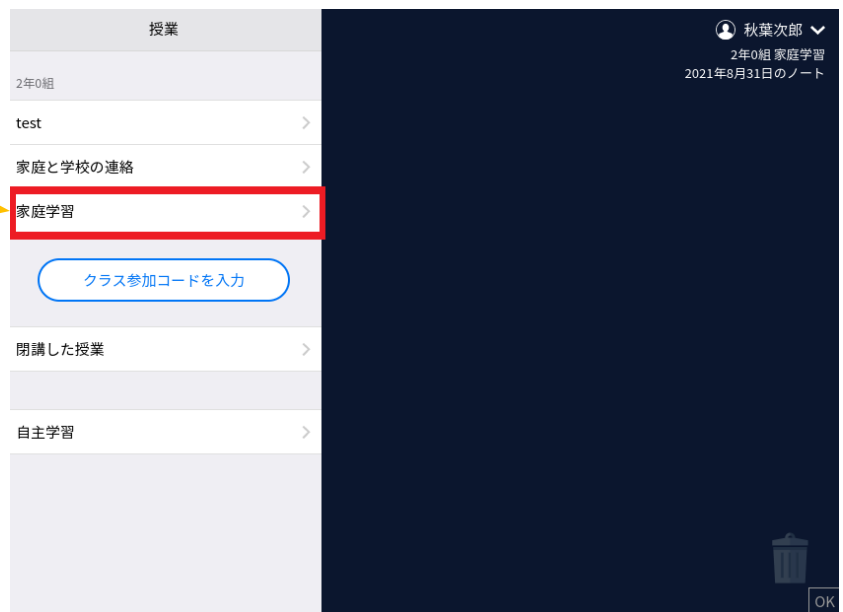 授業
2年0組
test
家庭と学校の連絡
家庭学習
クラス参加コードを入力
閉講した授業
自主学習
秋葉次郎
2年0組 家庭学習
2021年8月31日のノート
OK